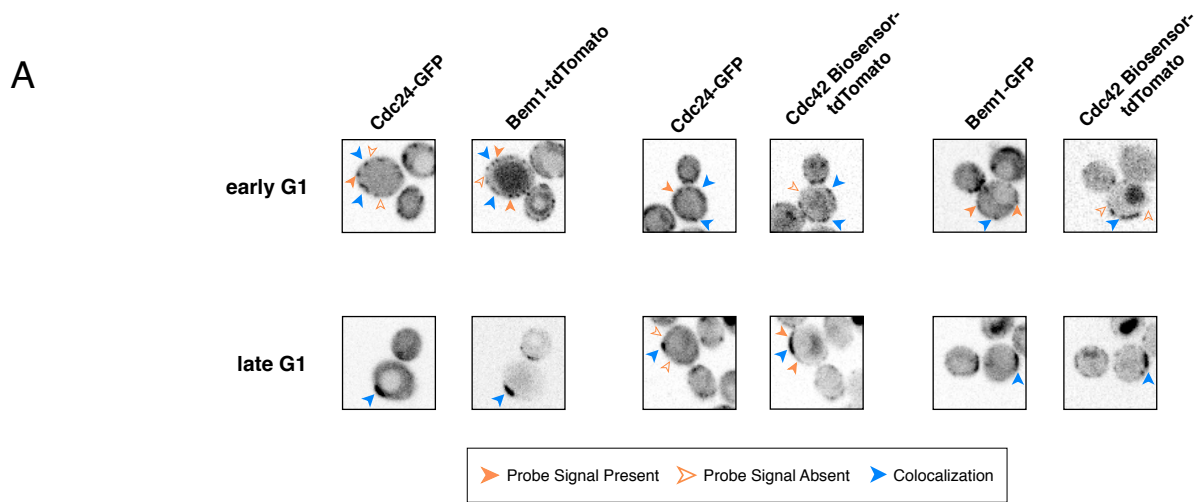 A
Cdc24-GFP
Bem1-tdTomato
Cdc24-GFP
Cdc42 Biosensor-
tdTomato
Bem1-GFP
Cdc42 Biosensor-
tdTomato
early G1
late G1
Probe Signal Present
Probe Signal Absent
Colocalization